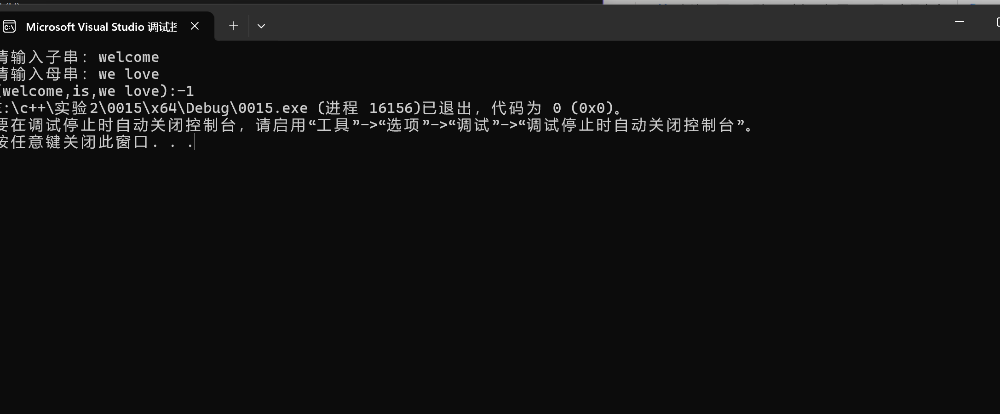 Microsoft Visual Studio 调试
请输入子串: welcome
请输入母串: we love
(welcome,is,we love):-1
E:\c++\实验2\0015\x64\Debug\0015.exe (进程 16156)已退出，代码为 0 (0x0)。
要在调试停止时自动关闭控制台，请启用“工具”->“选项”->“调试”->“调试停止时自动关闭控制台”。
按任意键关闭此窗口. . .